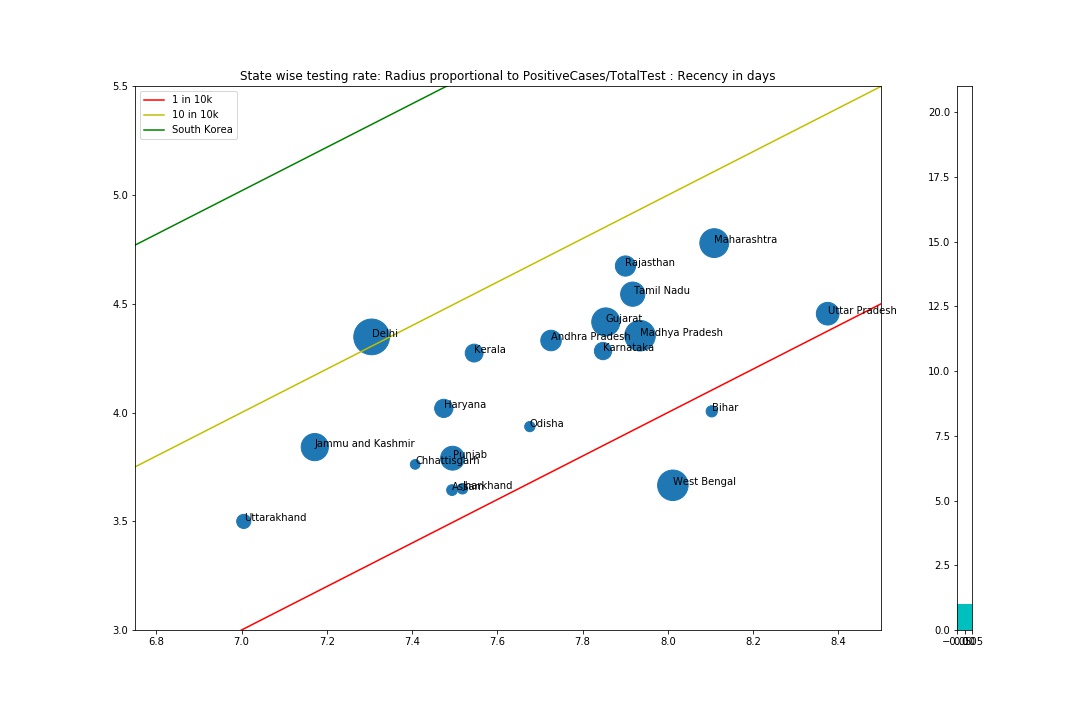 State wise testing rate: Radius proportional to PositiveCases/TotalTest : Recency in days
1 in 10k
10 in 10k
South Korea
5.5
5.0
4.5
4.0
3.5
3.0
Maharashtra
Rajasthan
Tamil Nadu
Uttar Pradesh
Gujarat
Delhi
Madhya Pradesh
Andhra Pradesh
Karnataka
Kerala
Haryana
Bihar
Odisha
Jammu and Kashmir
Punjab
Chhattisgarh
Assam
Jharkhand
West Bengal
Uttarakhand
6.8 7.0 7.2 7.4 7.6 7.8 8.0 8.2 8.4
20.0
17.5
15.0
12.5
10.0
7.5
5.0
2.5
0.0